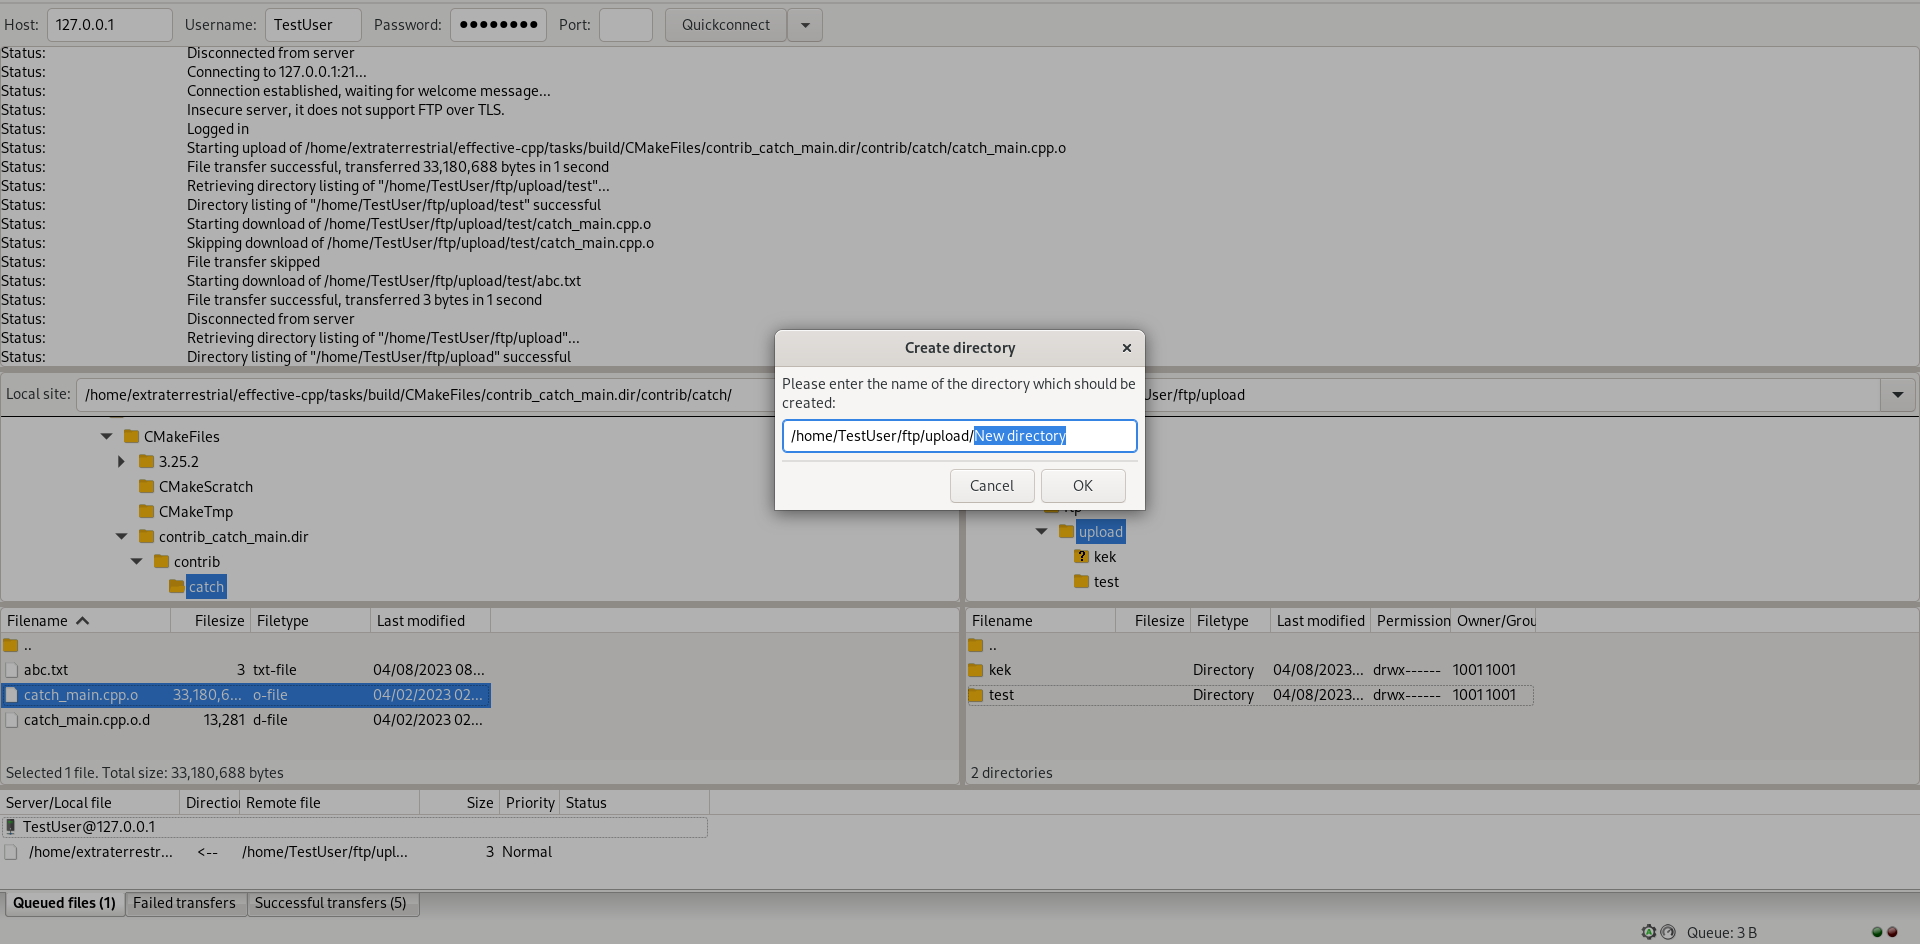 Host: 127.0.0.1 Username: TestUser Password: ●●●●●●●● Port: Quickconnect
Status: Disconnected from server
Status: Connecting to 127.0.0.1:21...
Status: Connection established, waiting for welcome message...
Status: Insecure server, it does not support FTP over TLS.
Status: Logged in
Status: Starting upload of /home/extraterrestrial/effective-cpp/tasks/build/CMakeFiles/contrib_catch_main.dir/contrib/catch/catch_main.cpp.o
Status: File transfer successful, transferred 33,180,688 bytes in 1 second
Status: Retrieving directory listing of "/home/TestUser/ftp/upload/test"...
Status: Directory listing of "/home/TestUser/ftp/upload/test" successful
Status: Starting download of /home/TestUser/ftp/upload/test/catch_main.cpp.o
Status: Skipping download of /home/TestUser/ftp/upload/test/catch_main.cpp.o
Status: File transfer skipped
Status: Starting download of /home/TestUser/ftp/upload/test/abc.txt
Status: File transfer successful, transferred 3 bytes in 1 second
Status: Disconnected from server
Status: Retrieving directory listing of "/home/TestUser/ftp/upload"...
Status: Directory listing of "/home/TestUser/ftp/upload" successful
Create directory
Please enter the name of the directory which should be
created:
/home/TestUser/ftp/upload/New directory
Cancel OK
Local site: /home/extraterrestrial/effective-cpp/tasks/build/CMakeFiles/contrib_catch_main.dir/contrib/catch/
CMakeFiles
3.25.2
CMakeScratch
CMakeTmp
contrib_catch_main.dir
contrib
catch
Jser/ftp/upload
ftp
upload
kek
test
Filename Filesize Filetype Last modified
..
abc.txt 3 txt-file 04/08/2023 08...
catch_main.cpp.o 33,180,6... o-file 04/02/2023 02...
catch_main.cpp.o.d 13,281 d-file 04/02/2023 02...
Selected 1 file. Total size: 33,180,688 bytes
Filename Filesize Filetype Last modified Permission Owner/Grou
..
kek Directory 04/08/2023... drwx------ 1001 1001
test Directory 04/08/2023... drwx------ 1001 1001
2 directories
Server/Local file Direction Remote file Size Priority Status
TestUser@127.0.0.1
/home/extraterrestr... <-- /home/TestUser/ftp/upl... 3 Normal
Queued files (1) Failed transfers Successful transfers (5)
Queue: 3 B